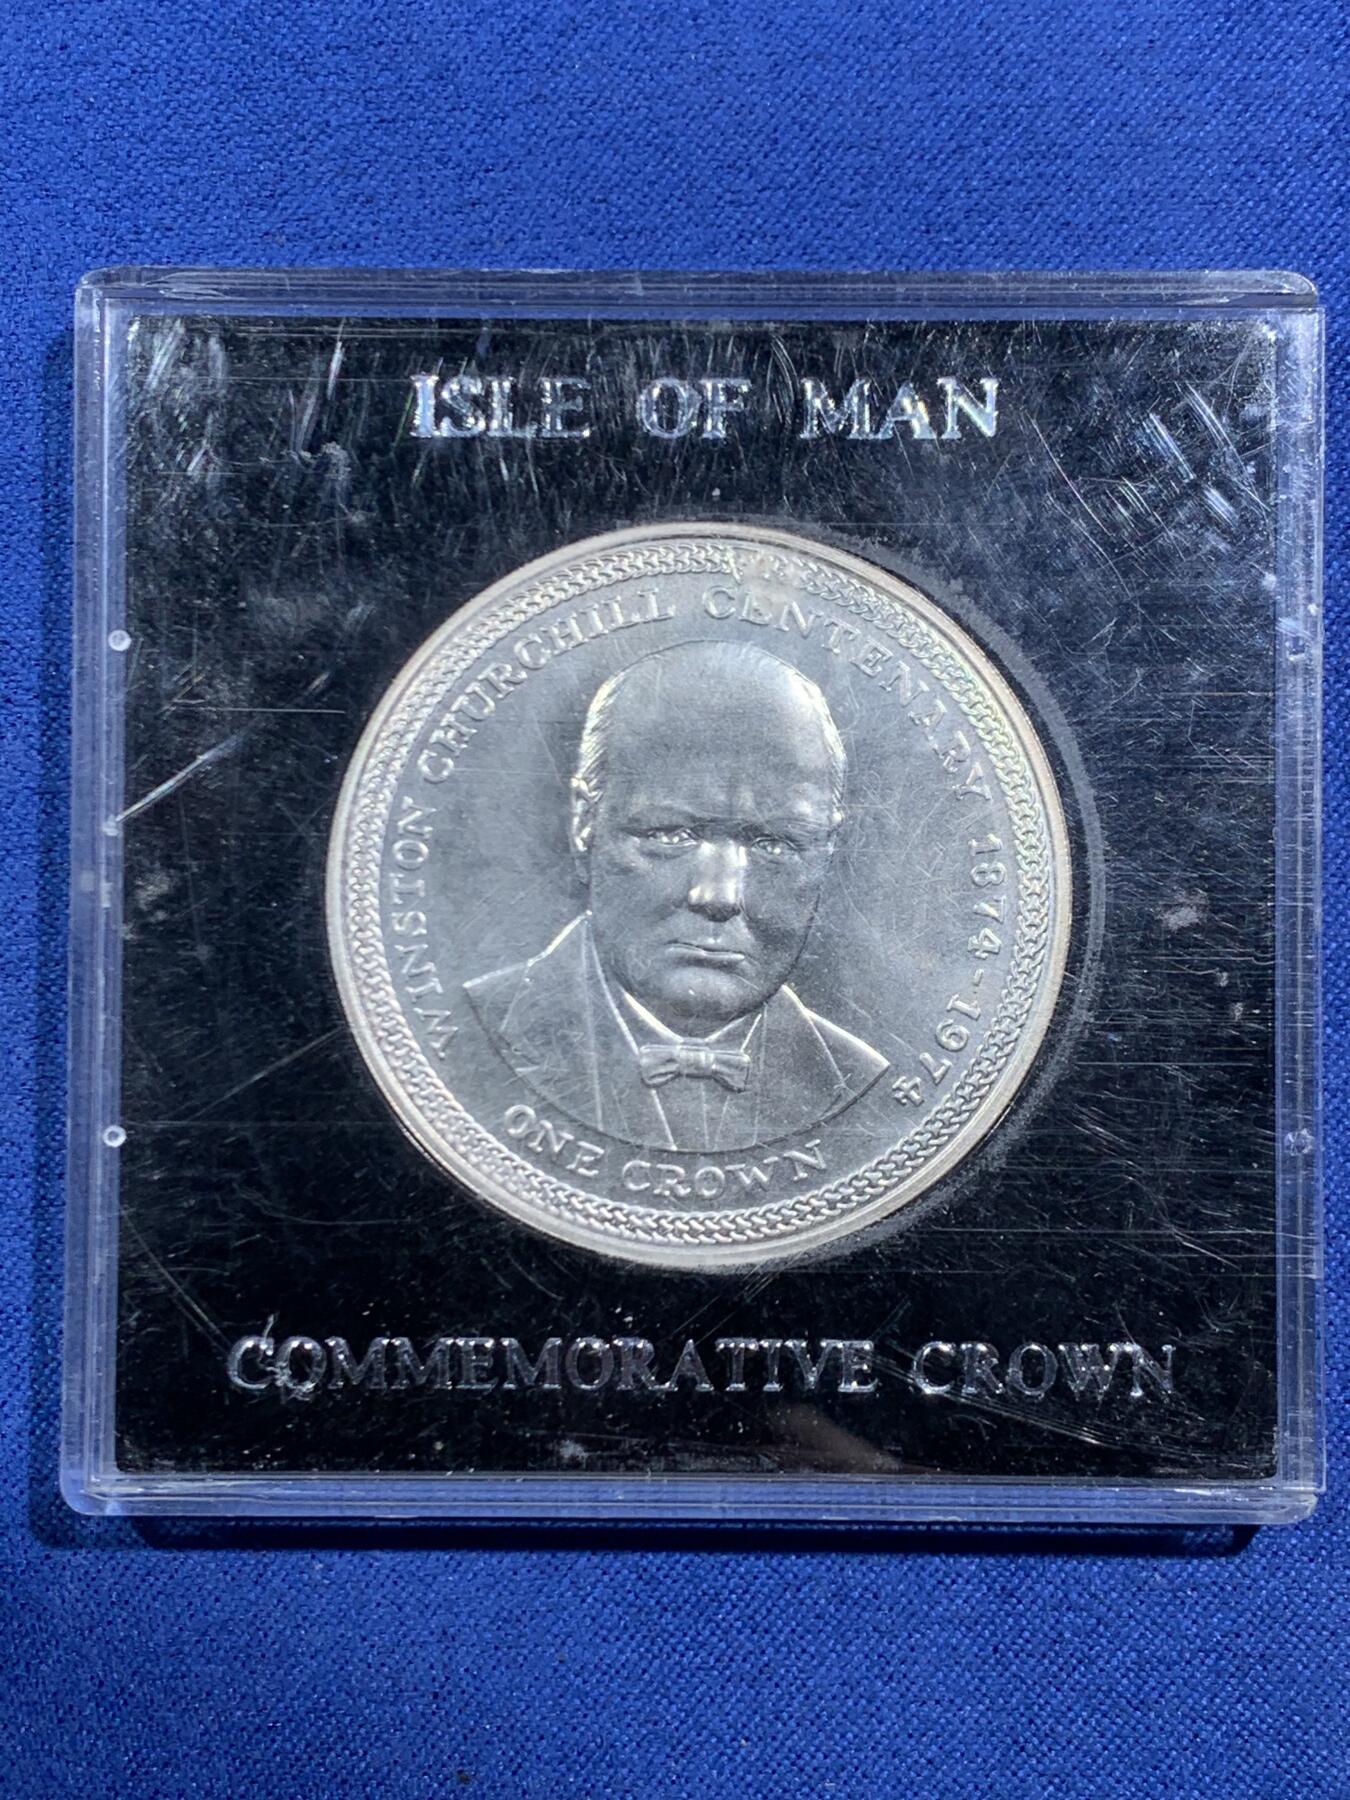 ISLE OF MAN
WINSTON CHURCHILL CENTENARY 1874-1974
ONE CROWN
COMMEMORATIVE CROWN